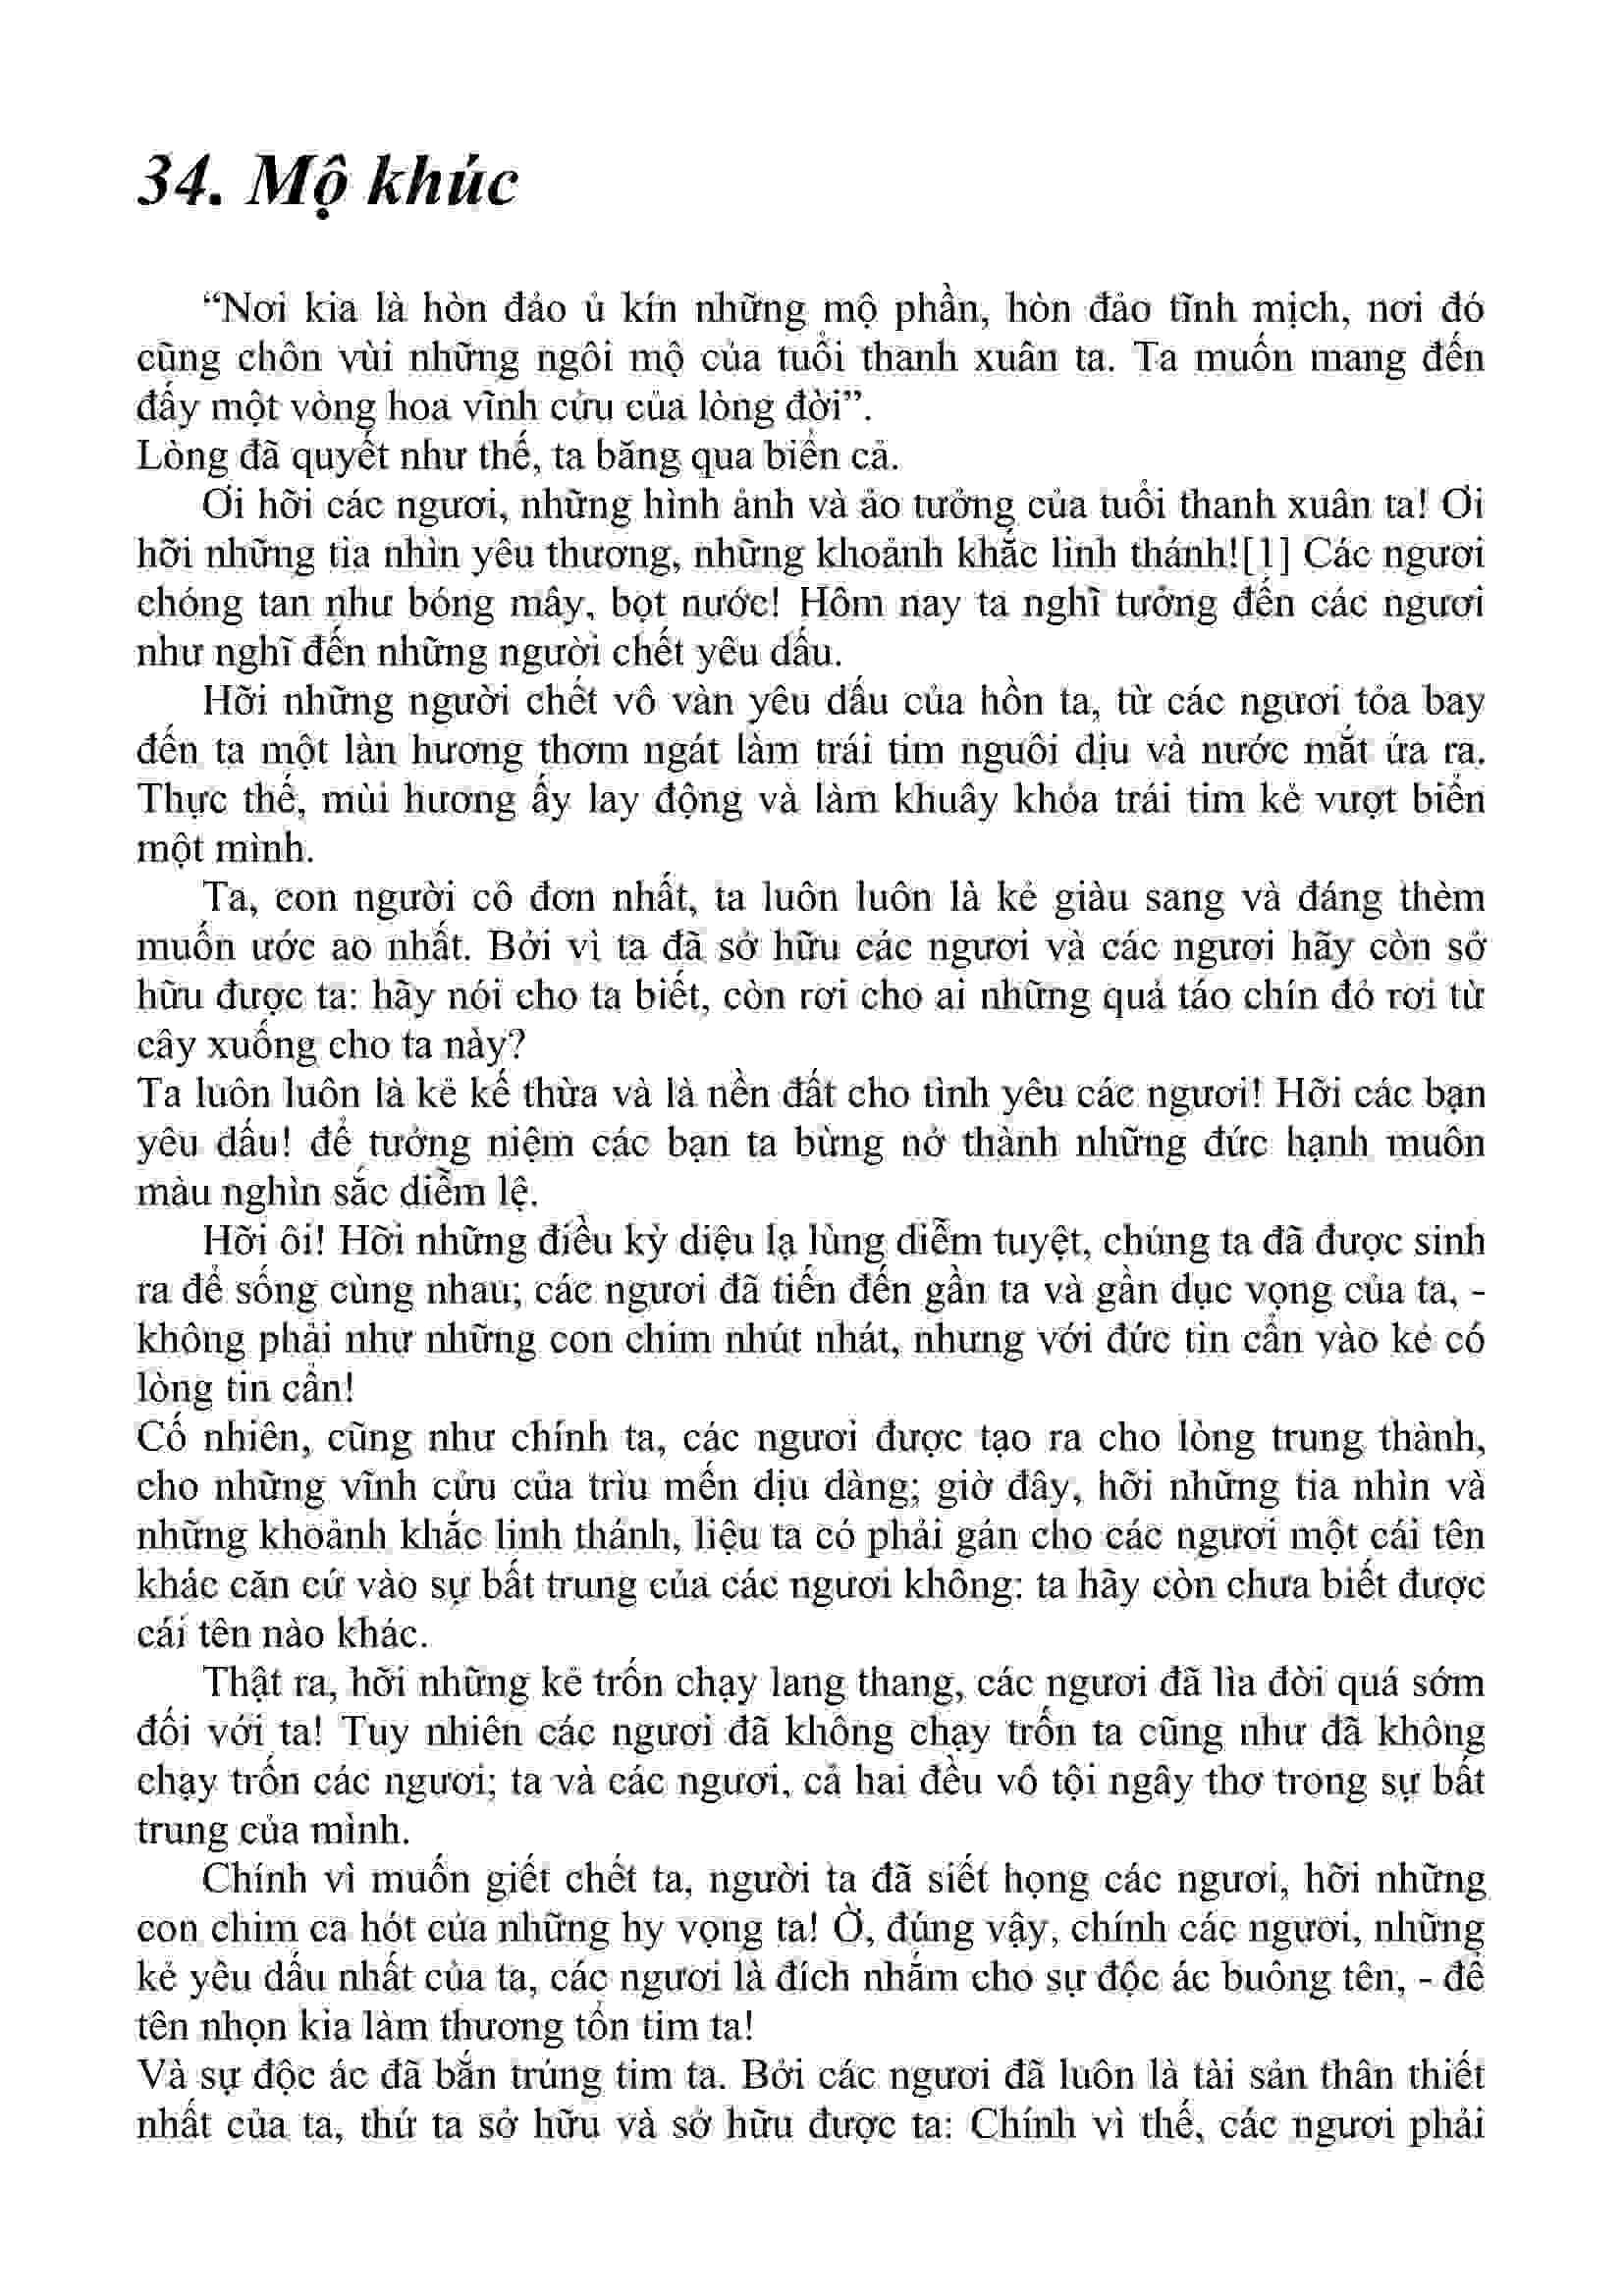 34. Mộ khúc
“Nơi kia là hòn đảo ủ kín những mộ phần, hòn đảo tĩnh mịch, nơi đó
cũng chôn vùi những ngôi mộ của tuổi thanh xuân ta. Ta muốn mang đến
đấy một vòng hoa vĩnh cửu của lòng đời”.
Lòng đã quyết như thế, ta băng qua biển cả.
Ơi hỡi các ngươi, những hình ảnh và ảo tưởng của tuổi thanh xuân ta! Ơi
hỡi những tia nhìn yêu thương, những khoảnh khắc linh thánh![1] Các ngươi
chóng tan như bóng mây, bọt nước! Hôm nay ta nghĩ tưởng đến các ngươi
như nghĩ đến những người chết yêu dấu.
Hỡi những người chết vô vàn yêu dấu của hồn ta, từ các ngươi tỏa bay
đến ta một làn hương thơm ngát làm trái tim nguôi dịu và nước mắt ứa ra.
Thực thế, mùi hương ấy lay động và làm khuây khỏa trái tim kẻ vượt biển
một mình.
Ta, con người cô đơn nhất, ta luôn luôn là kẻ giàu sang và đáng thèm
muốn ước ao nhất. Bởi vì ta đã sở hữu các ngươi và các ngươi hãy còn sở
hữu được ta: hãy nói cho ta biết, còn rơi cho ai những quả táo chín đỏ rơi từ
cây xuống cho ta này?
Ta luôn luôn là kẻ kế thừa và là nền đất cho tình yêu các ngươi! Hỡi các bạn
yêu dấu! để tưởng niệm các bạn ta bừng nở thành những đức hạnh muôn
màu nghìn sắc diễm lệ.
Hỡi ôi! Hỡi những điều kỳ diệu lạ lùng diễm tuyệt, chúng ta đã được sinh
ra để sống cùng nhau; các ngươi đã tiến đến gần ta và gần dục vọng của ta, -
không phải như những con chim nhút nhát, nhưng với đức tin cẩn vào kẻ có
lòng tin cẩn!
Cố nhiên, cũng như chính ta, các ngươi được tạo ra cho lòng trung thành,
cho những vĩnh cửu của trìu mến dịu dàng; giờ đây, hỡi những tia nhìn và
những khoảnh khắc linh thánh, liệu ta có phải gán cho các ngươi một cái tên
khác căn cứ vào sự bất trung của các ngươi không: ta hãy còn chưa biết được
cái tên nào khác.
Thật ra, hỡi những kẻ trốn chạy lang thang, các ngươi đã lìa đời quá sớm
đối với ta! Tuy nhiên các ngươi đã không chạy trốn ta cũng như đã không
chạy trốn các ngươi; ta và các ngươi, cả hai đều vô tội ngây thơ trong sự bất
trung của mình.
Chính vì muốn giết chết ta, người ta đã siết họng các ngươi, hỡi những
con chim ca hót của những hy vọng ta! Ờ, đúng vậy, chính các ngươi, những
kẻ yêu dấu nhất của ta, các ngươi là đích nhắm cho sự độc ác buông tên, - để
tên nhọn kia làm thương tổn tim ta!
Và sự độc ác đã bắn trúng tim ta. Bởi các ngươi đã luôn là tài sản thân thiết
nhất của ta, thứ ta sở hữu và sở hữu được ta: Chính vì thế, các ngươi phải